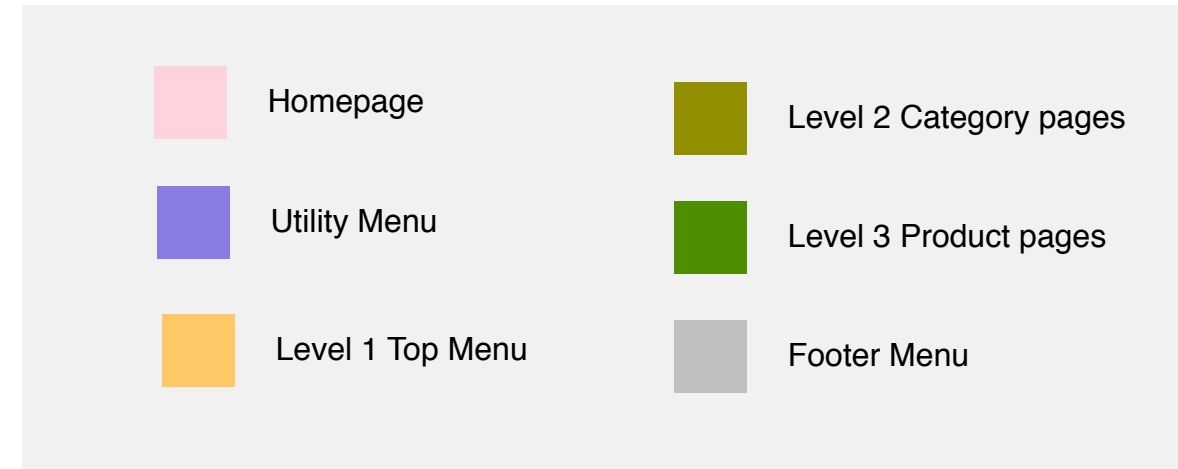 Homepage
Utility Menu
Level 1 Top Menu
Level 2 Category pages
Level 3 Product pages
Footer Menu